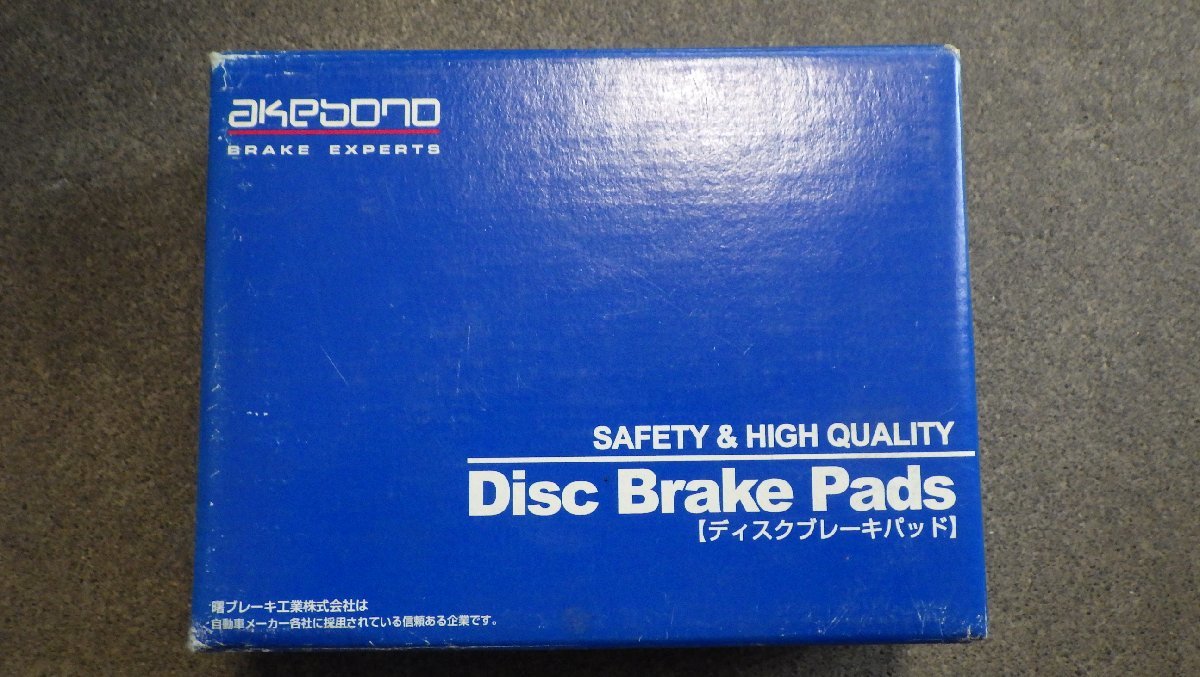 akebono
BRAKE EXPERTS
SAFETY & HIGH QUALITY
Disc Brake Pads
【ディスクブレーキパッド】
曙ブレーキ工業株式会社は
自動車メーカー各社に採用されている信頼ある企業です。